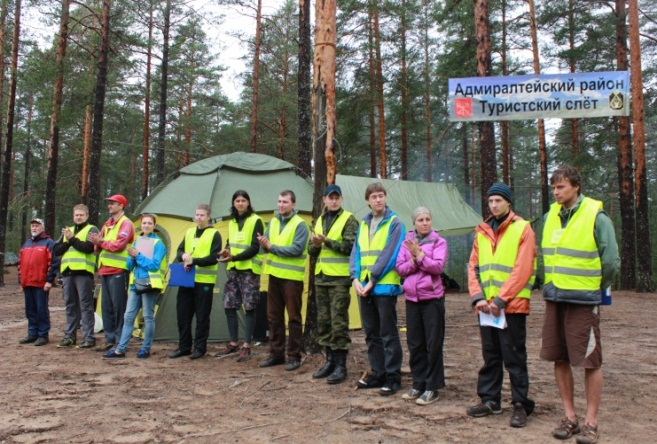 Адмиралтейский район
Туристский слёт